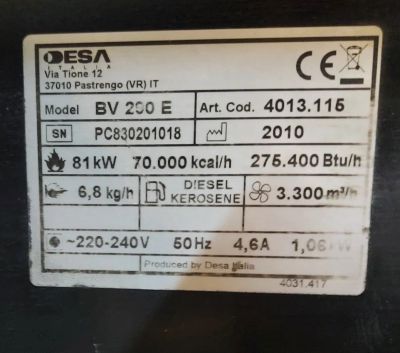 DESA
ITALIA
Via Tione 12
37010 Pastrengo (VR) IT
CE
Model BV 290 E Art. Cod. 4013.115
SN PC830201018 2010
81kW 70.000 kcal/h 275.400 Btu/h
6,8 kg/h DIESEL KEROSENE 3.300 m³/h
~220-240V 50Hz 4,6A
Produced by Desa Italia
4031.417